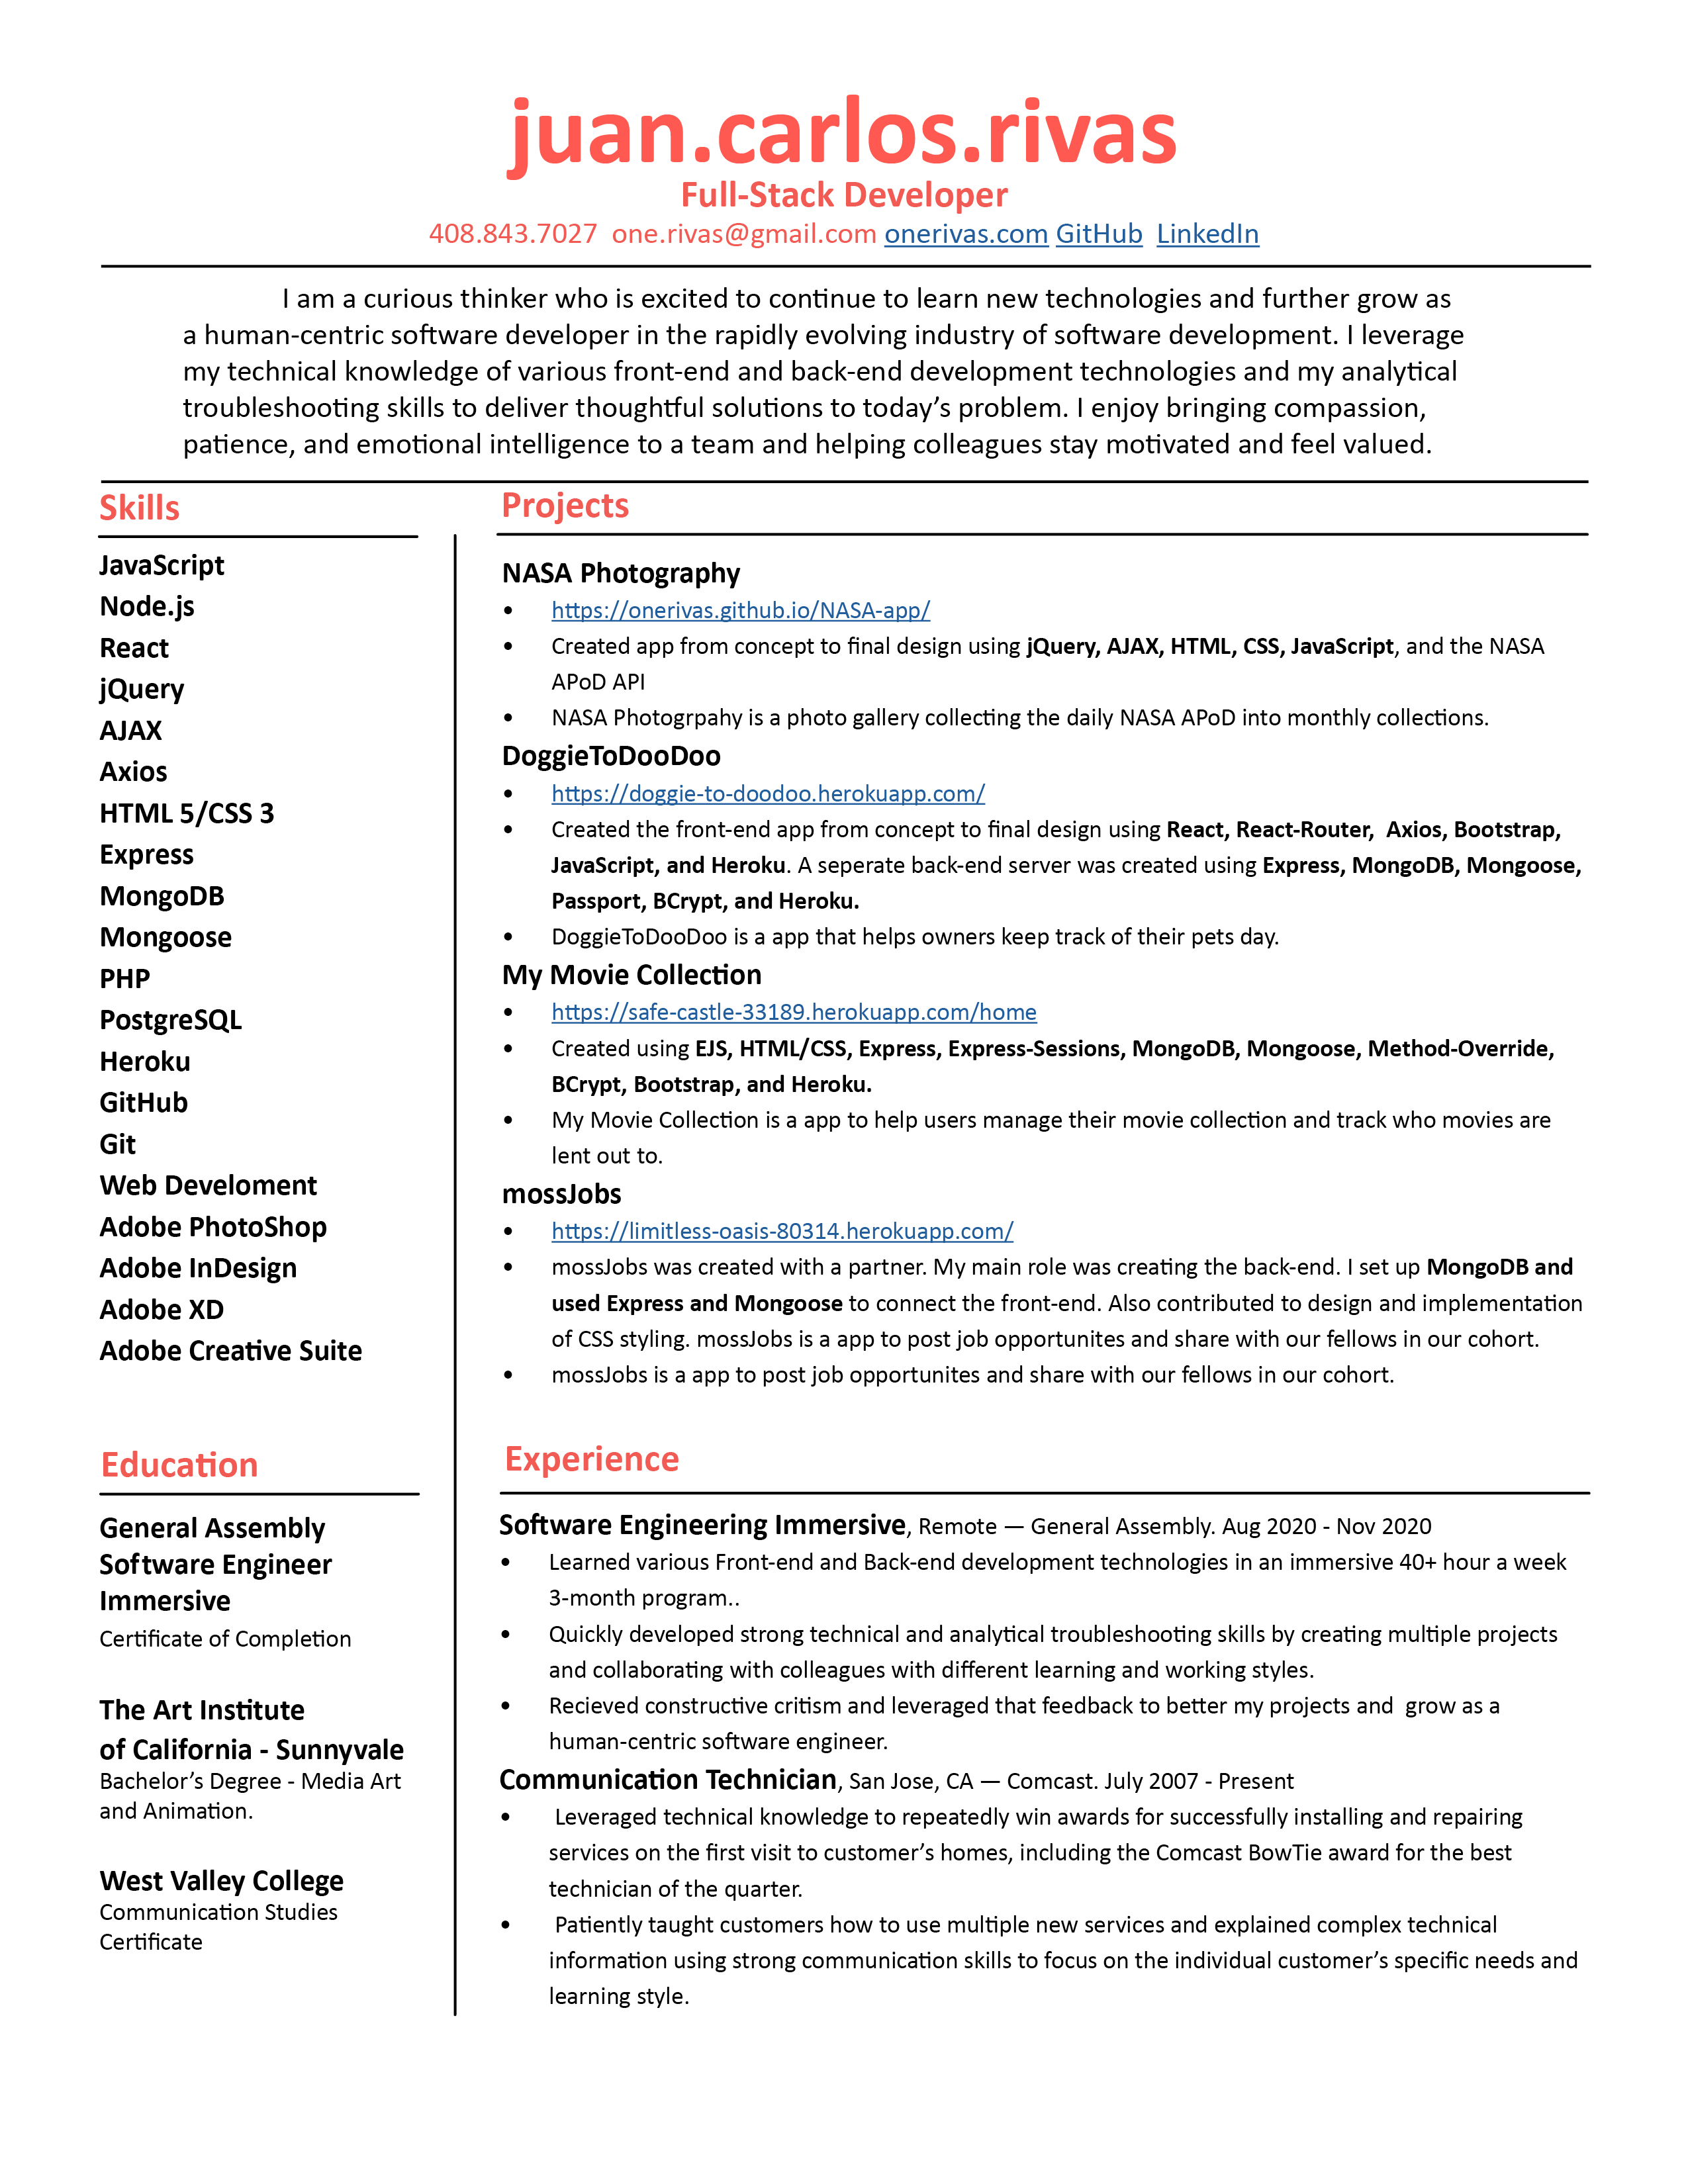 juan.carlos.rivas
Full-Stack Developer
408.843.7027  one.rivas@gmail.com onerivas.com GitHub  LinkedIn
I am a curious thinker who is excited to continue to learn new technologies and further grow as
a human-centric software developer in the rapidly evolving industry of software development. I leverage
my technical knowledge of various front-end and back-end development technologies and my analytical
troubleshooting skills to deliver thoughtful solutions to today’s problem. I enjoy bringing compassion,
patience, and emotional intelligence to a team and helping colleagues stay motivated and feel valued.
Skills
JavaScript
Node.js
React
jQuery
AJAX
Axios
HTML 5/CSS 3
Express
MongoDB
Mongoose
PHP
PostgreSQL
Heroku
GitHub
Git
Web Develoment
Adobe PhotoShop
Adobe InDesign
Adobe XD
Adobe Creative Suite
Education
General Assembly
Software Engineer
Immersive
Certificate of Completion
The Art Institute
of California - Sunnyvale
Bachelor’s Degree - Media Art
and Animation.
West Valley College
Communication Studies
Certificate
Projects
NASA Photography
• https://onerivas.github.io/NASA-app/
• Created app from concept to final design using jQuery, AJAX, HTML, CSS, JavaScript, and the NASA
APoD API
• NASA Photogrpahy is a photo gallery collecting the daily NASA APoD into monthly collections.
DoggieToDooDoo
• https://doggie-to-doodoo.herokuapp.com/
• Created the front-end app from concept to final design using React, React-Router,  Axios, Bootstrap,
JavaScript, and Heroku. A seperate back-end server was created using Express, MongoDB, Mongoose,
Passport, BCrypt, and Heroku.
• DoggieToDooDoo is a app that helps owners keep track of their pets day.
My Movie Collection
• https://safe-castle-33189.herokuapp.com/home
• Created using EJS, HTML/CSS, Express, Express-Sessions, MongoDB, Mongoose, Method-Override,
BCrypt, Bootstrap, and Heroku.
• My Movie Collection is a app to help users manage their movie collection and track who movies are
lent out to.
mossJobs
• https://limitless-oasis-80314.herokuapp.com/
• mossJobs was created with a partner. My main role was creating the back-end. I set up MongoDB and
used Express and Mongoose to connect the front-end. Also contributed to design and implementation
of CSS styling. mossJobs is a app to post job opportunites and share with our fellows in our cohort.
• mossJobs is a app to post job opportunites and share with our fellows in our cohort.
Experience
Software Engineering Immersive, Remote — General Assembly. Aug 2020 - Nov 2020
• Learned various Front-end and Back-end development technologies in an immersive 40+ hour a week
3-month program..
• Quickly developed strong technical and analytical troubleshooting skills by creating multiple projects
and collaborating with colleagues with different learning and working styles.
• Recieved constructive critism and leveraged that feedback to better my projects and  grow as a
human-centric software engineer.
Communication Technician, San Jose, CA — Comcast. July 2007 - Present
• Leveraged technical knowledge to repeatedly win awards for successfully installing and repairing
services on the first visit to customer’s homes, including the Comcast BowTie award for the best
technician of the quarter.
• Patiently taught customers how to use multiple new services and explained complex technical
information using strong communication skills to focus on the individual customer’s specific needs and
learning style.